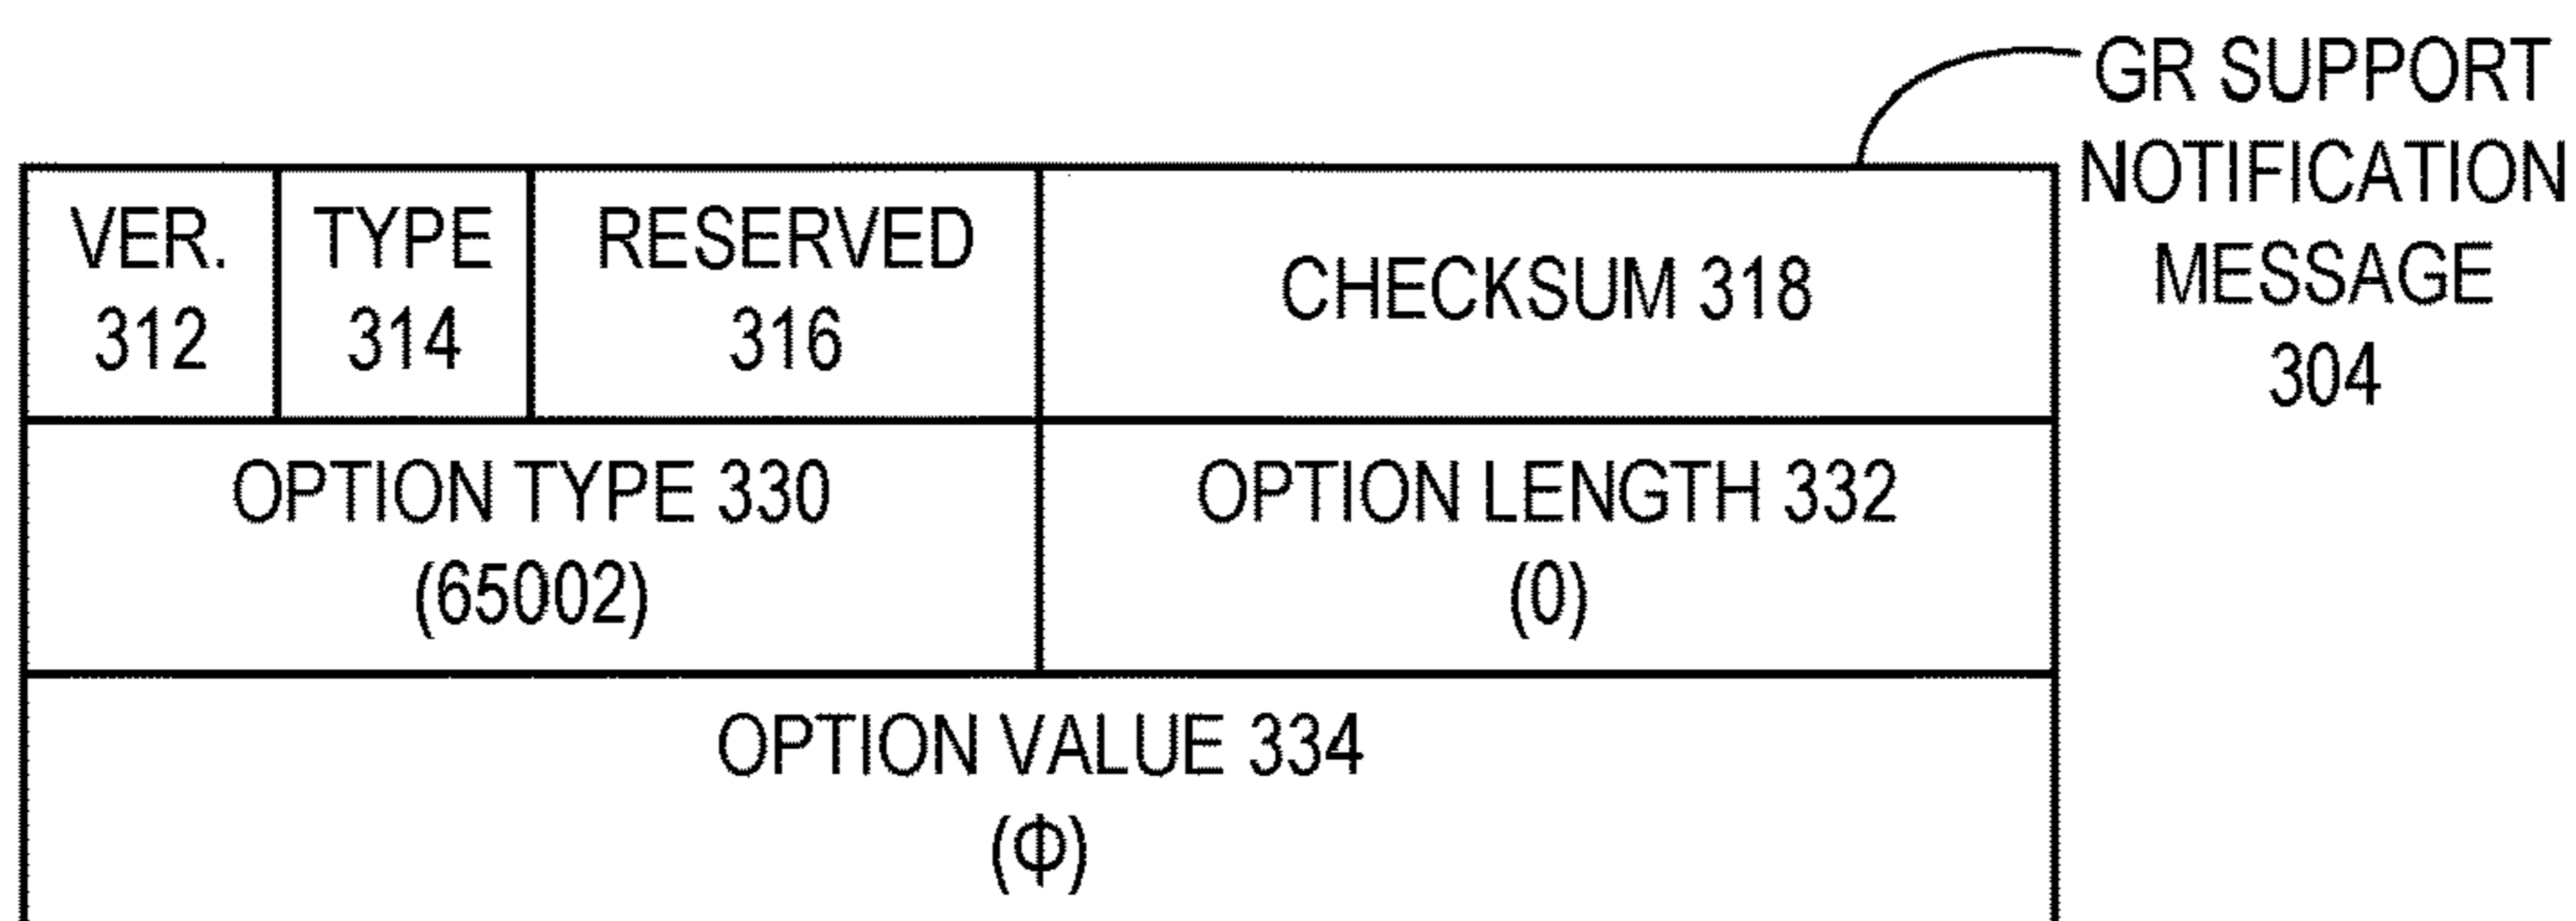 GR SUPPORT
NOTIFICATION
MESSAGE
304
VER.
312
TYPE
314
RESERVED
316
CHECKSUM 318
OPTION TYPE 330
(65002)
OPTION LENGTH 332
(0)
OPTION VALUE 334
(Φ)